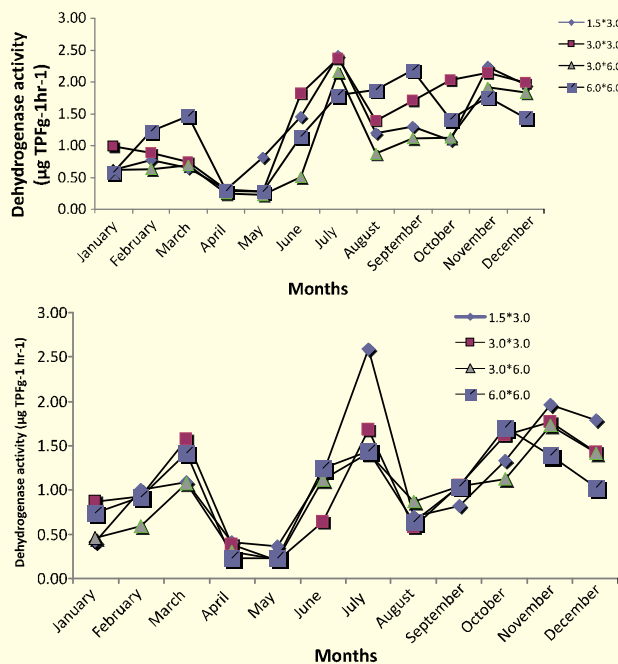 Dehydrogenase activity
(µg TPFg-1hr-1)
3.00
2.50
2.00
1.50
1.00
0.50
0.00
1.5*3.0
3.0*3.0
3.0*6.0
6.0*6.0
January
February
March
April
May
June
July
August
September
October
November
December
Months
Dehydrogenase activity (µg TPFg-1 hr-1)
3.00
2.50
2.00
1.50
1.00
0.50
0.00
1.5*3.0
3.0*3.0
3.0*6.0
6.0*6.0
January
February
March
April
May
June
July
August
September
October
November
December
Months